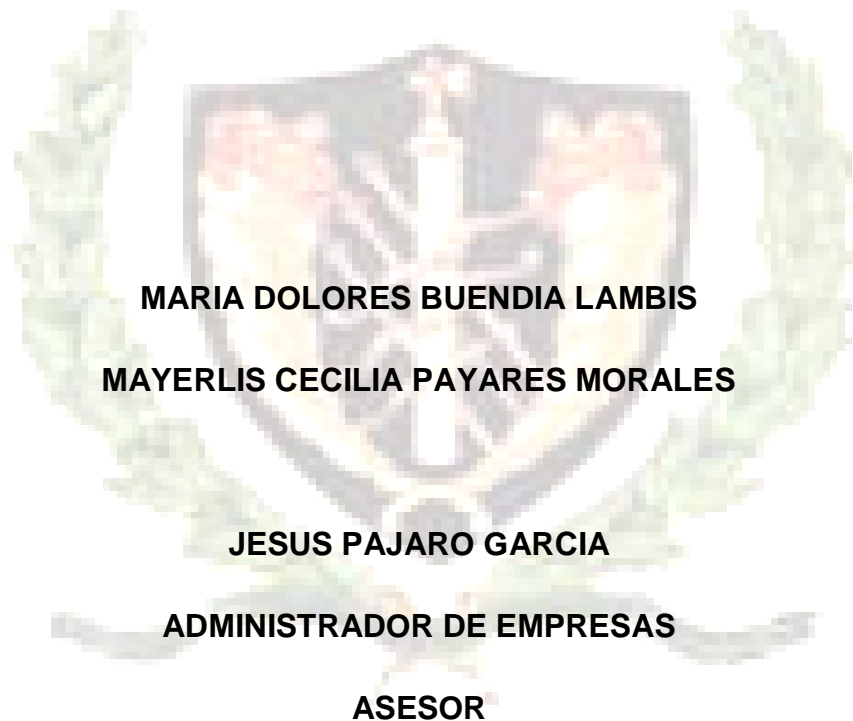 MARIA DOLORES BUENDIA LAMBIS
MAYERLIS CECILIA PAYARES MORALES
JESUS PAJARO GARCIA
ADMINISTRADOR DE EMPRESAS
ASESOR